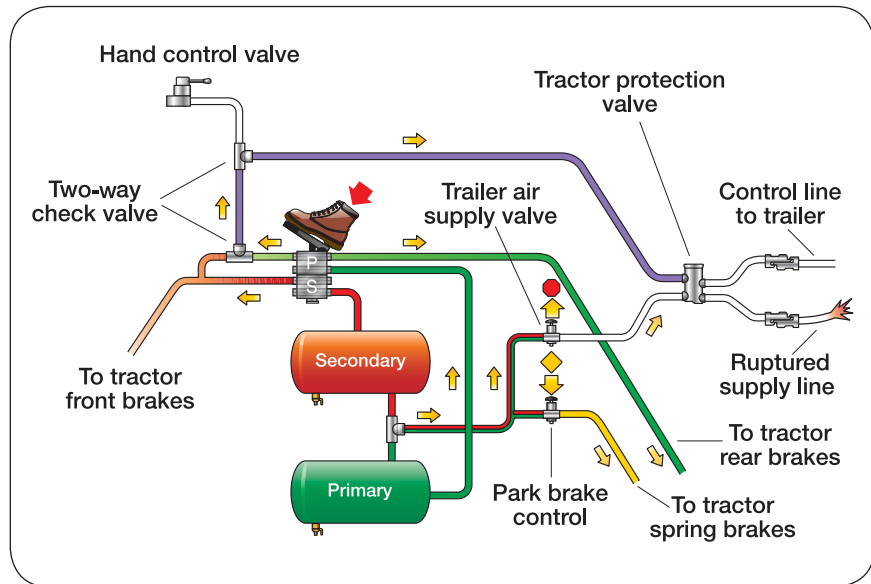 Hand control valve
Tractor protection
valve
Two-way
check valve
Trailer air
supply valve
Control line
to trailer
P
S
Secondary
Ruptured
supply line
To tractor
front brakes
Primary
Park brake
control
To tractor
rear brakes
To tractor
spring brakes